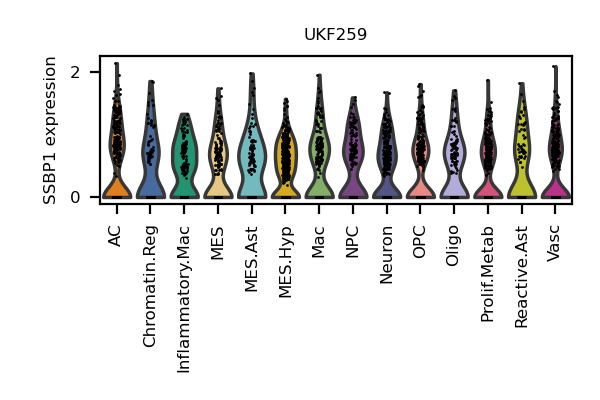 UKF259
SSBP1 expression
2
0
AC
Chromatin.Reg
Inflammatory.Mac
MES
MES.Ast
MES.Hyp
Mac
NPC
Neuron
OPC
Oligo
Prolif.Metab
Reactive.Ast
Vasc